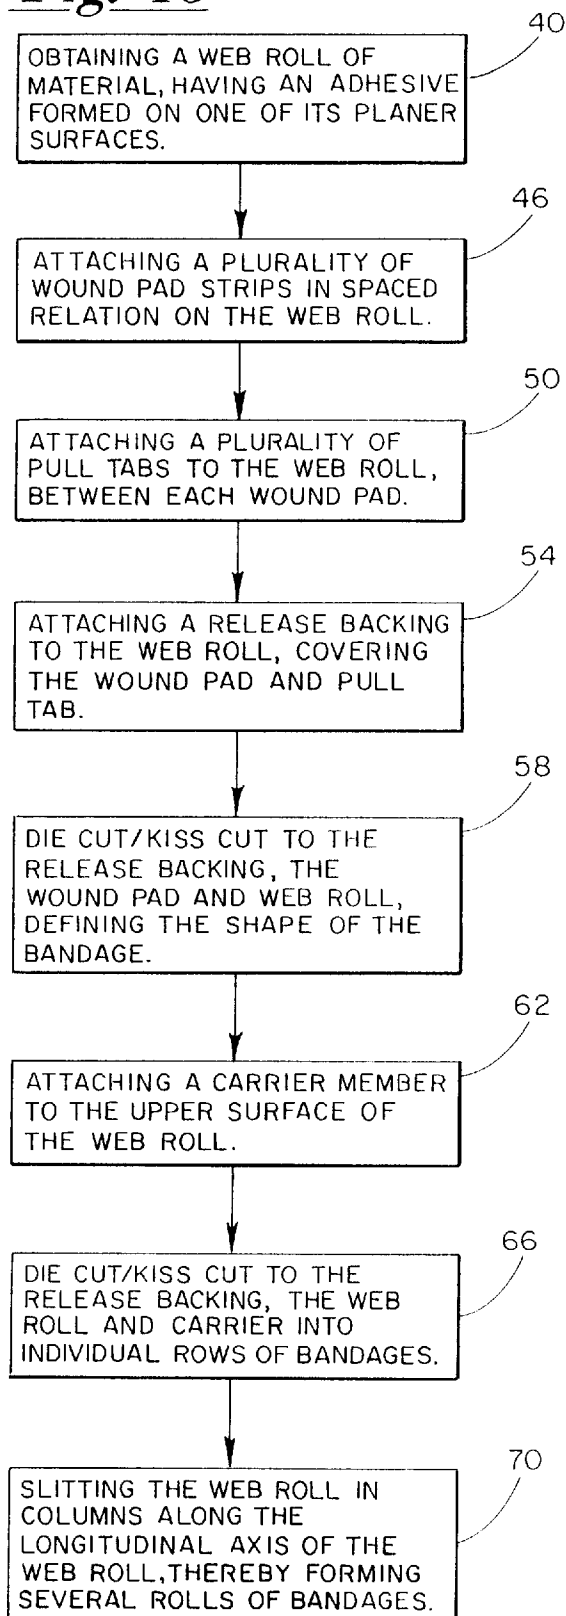 40
OBTAINING A WEB ROLL OF
MATERIAL, HAVING AN ADHESIVE
FORMED ON ONE OF ITS PLANER
SURFACES.
46
ATTACHING A PLURALITY OF
WOUND PAD STRIPS IN SPACED
RELATION ON THE WEB ROLL.
50
ATTACHING A PLURALITY OF
PULL TABS TO THE WEB ROLL,
BETWEEN EACH WOUND PAD.
54
ATTACHING A RELEASE BACKING
TO THE WEB ROLL, COVERING
THE WOUND PAD AND PULL
TAB.
58
DIE CUT/KISS CUT TO THE
RELEASE BACKING, THE
WOUND PAD AND WEB ROLL,
DEFINING THE SHAPE OF THE
BANDAGE.
62
ATTACHING A CARRIER MEMBER
TO THE UPPER SURFACE OF
THE WEB ROLL.
66
DIE CUT/KISS CUT TO THE
RELEASE BACKING, THE WEB
ROLL AND CARRIER INTO
INDIVIDUAL ROWS OF BANDAGES.
70
SLITTING THE WEB ROLL IN
COLUMNS ALONG THE
LONGITUDINAL AXIS OF THE
WEB ROLL,THEREBY FORMING
SEVERAL ROLLS OF BANDAGES.